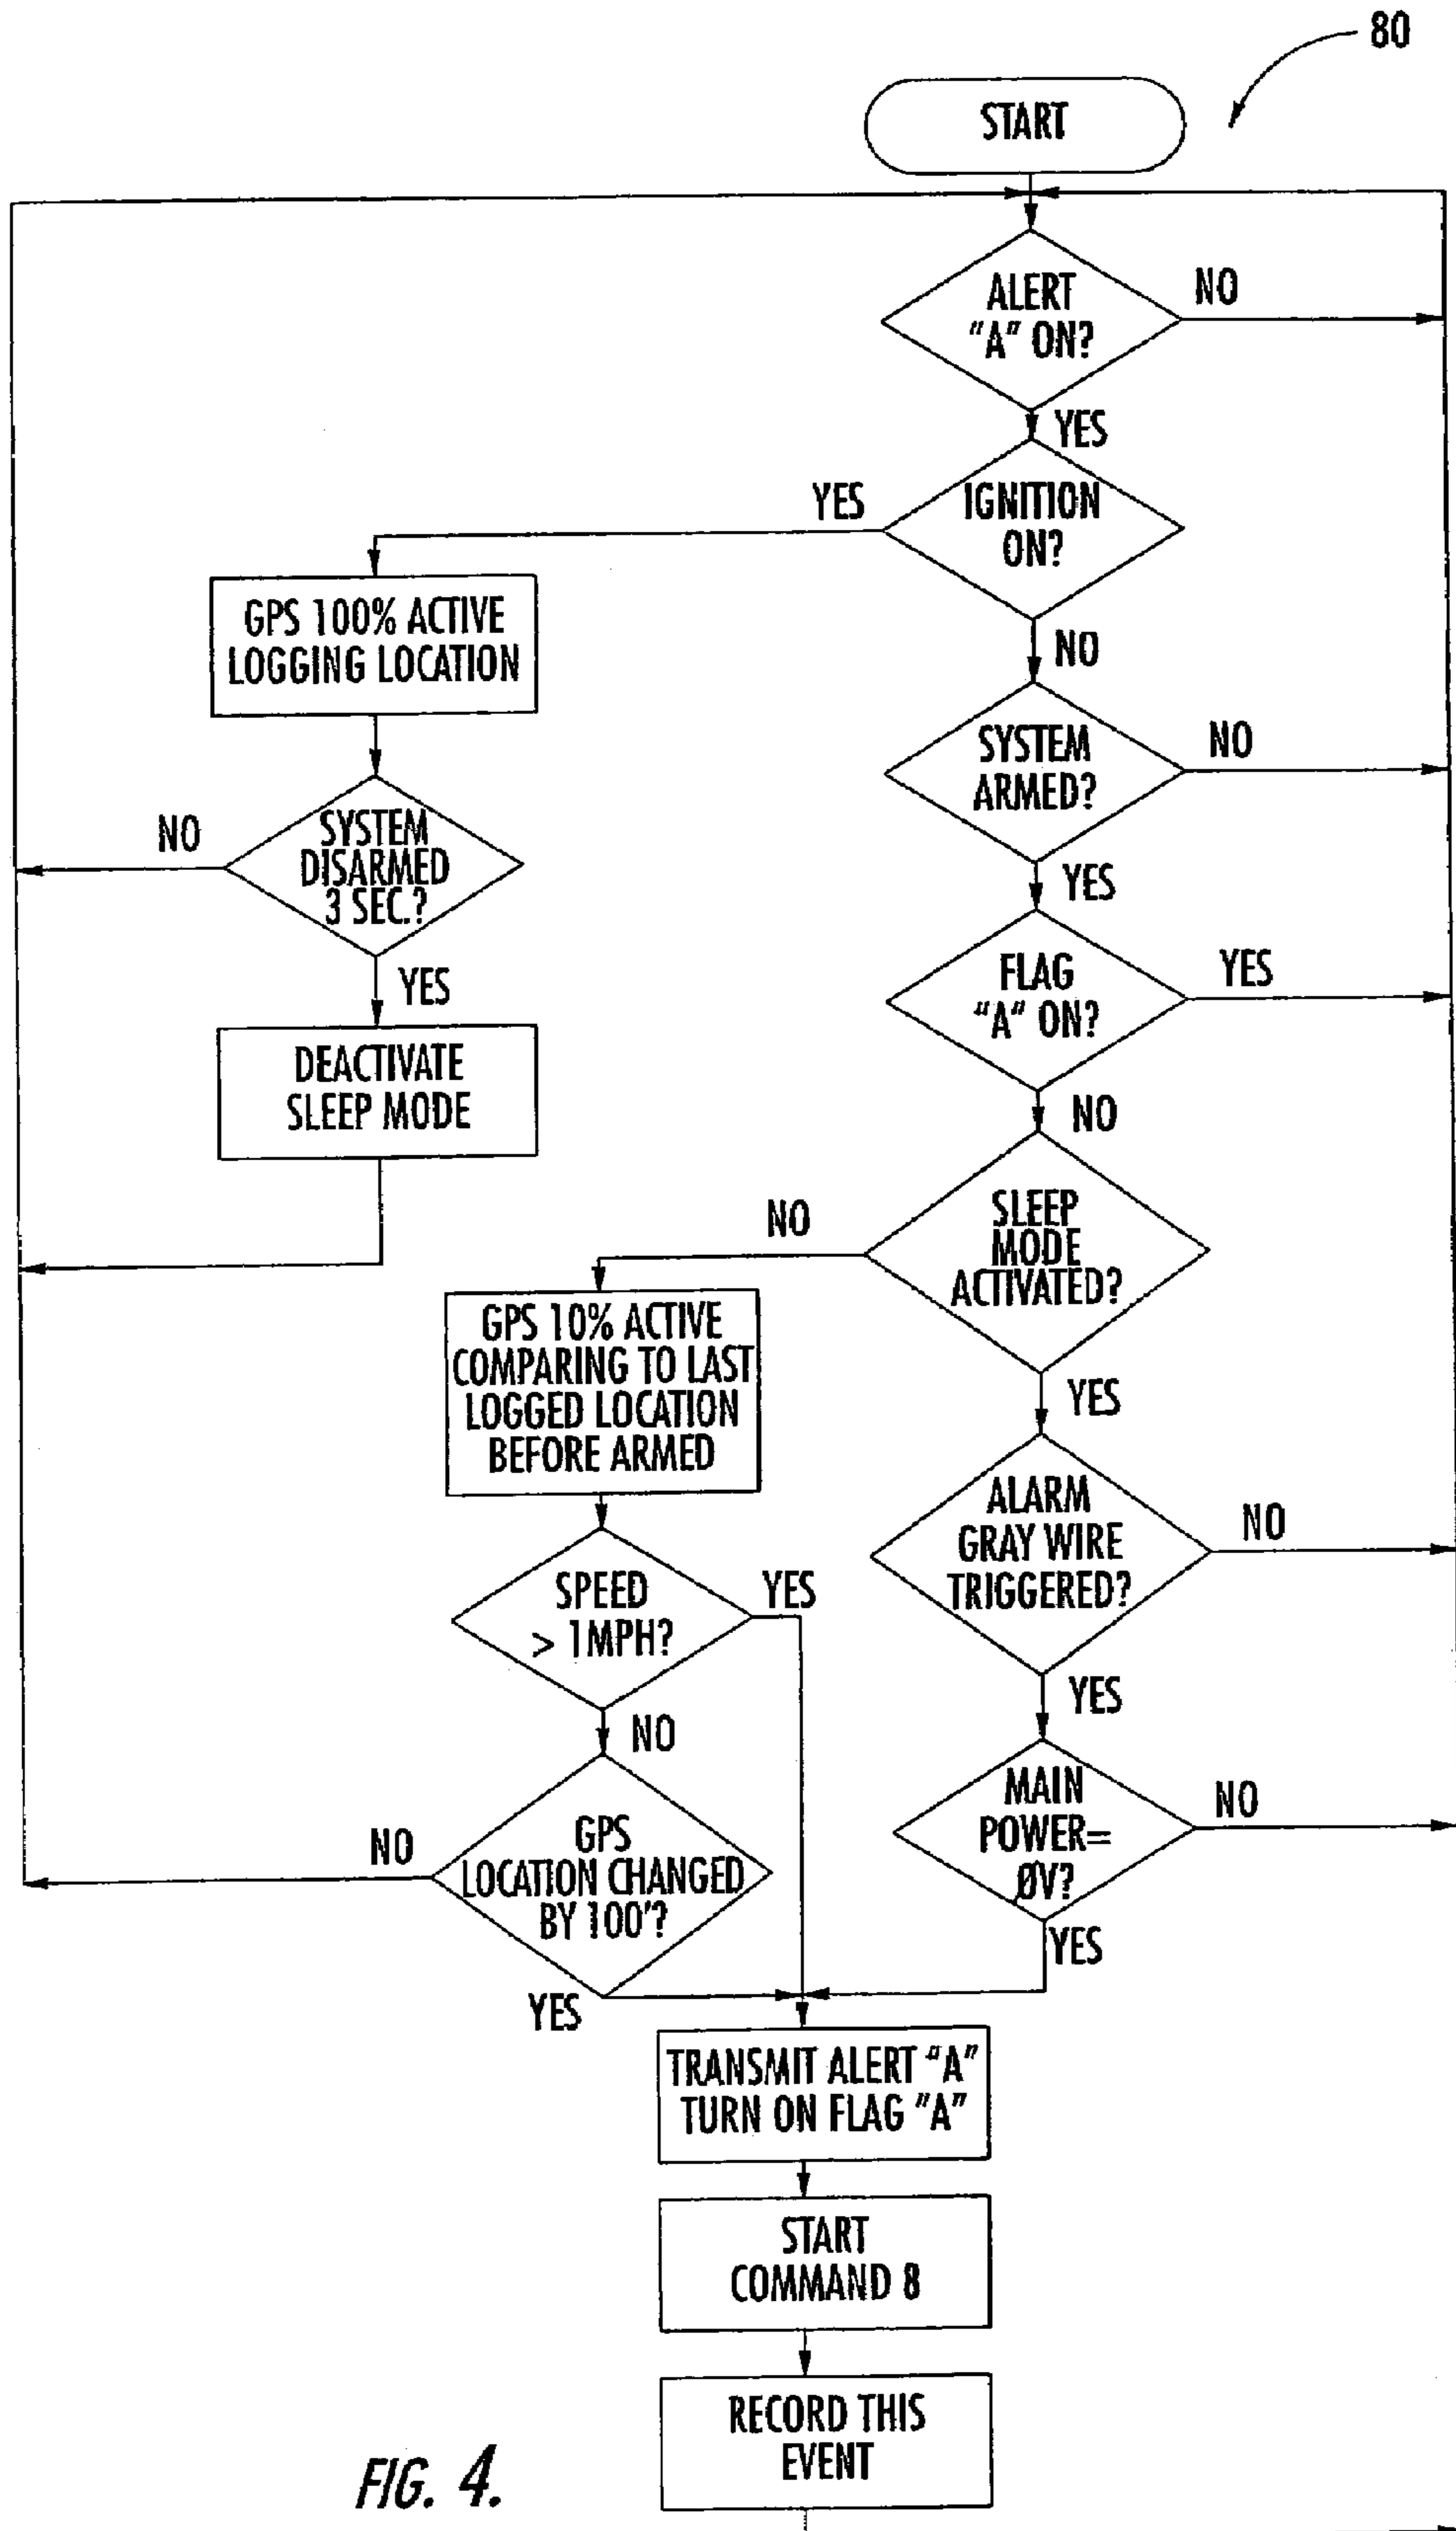 80
START
ALERT
"A" ON?
NO
YES
IGNITION
ON?
YES
NO
GPS 100% ACTIVE
LOGGING LOCATION
SYSTEM
ARMED?
NO
YES
SYSTEM
DISARMED
3 SEC.?
NO
YES
DEACTIVATE
SLEEP MODE
FLAG
"A" ON?
YES
NO
SLEEP
MODE
ACTIVATED?
NO
YES
GPS 10% ACTIVE
COMPARING TO LAST
LOGGED LOCATION
BEFORE ARMED
ALARM
GRAY WIRE
TRIGGERED?
NO
YES
SPEED
> 1MPH?
YES
NO
MAIN
POWER=
ØV?
NO
YES
GPS
LOCATION CHANGED
BY 100'?
NO
YES
TRANSMIT ALERT "A"
TURN ON FLAG "A"
START
COMMAND 8
RECORD THIS
EVENT
FIG. 4.